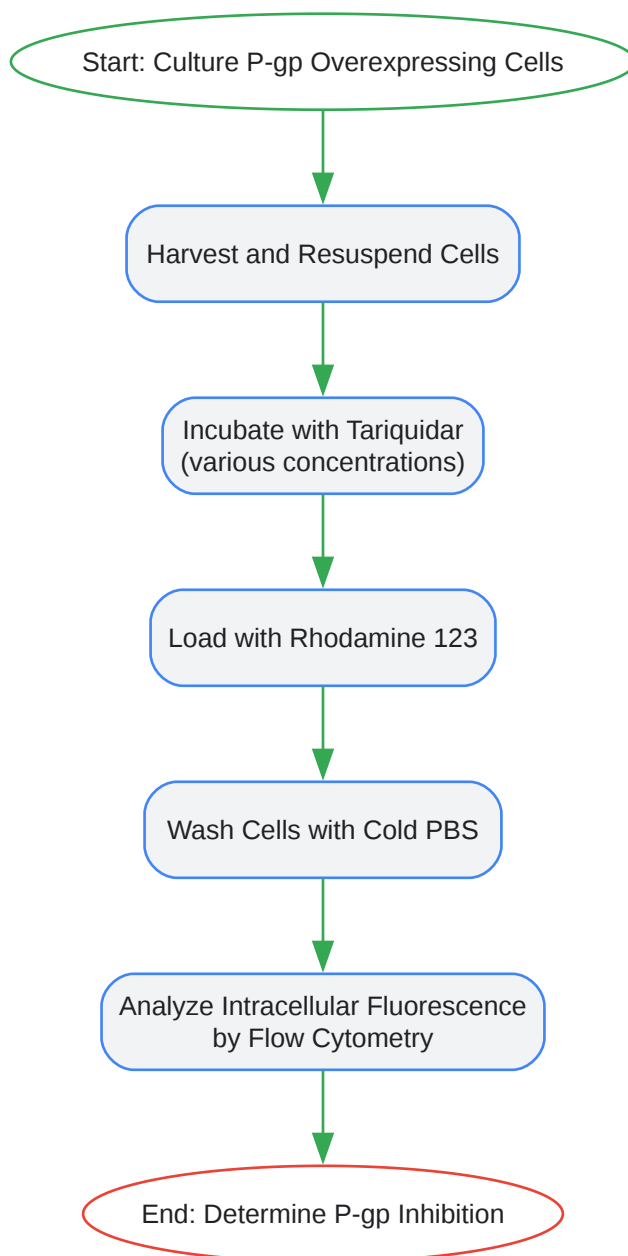 Start: Culture P-gp Overexpressing Cells
Harvest and Resuspend Cells
Incubate with Tariquidar
(various concentrations)
Load with Rhodamine 123
Wash Cells with Cold PBS
Analyze Intracellular Fluorescence
by Flow Cytometry
End: Determine P-gp Inhibition